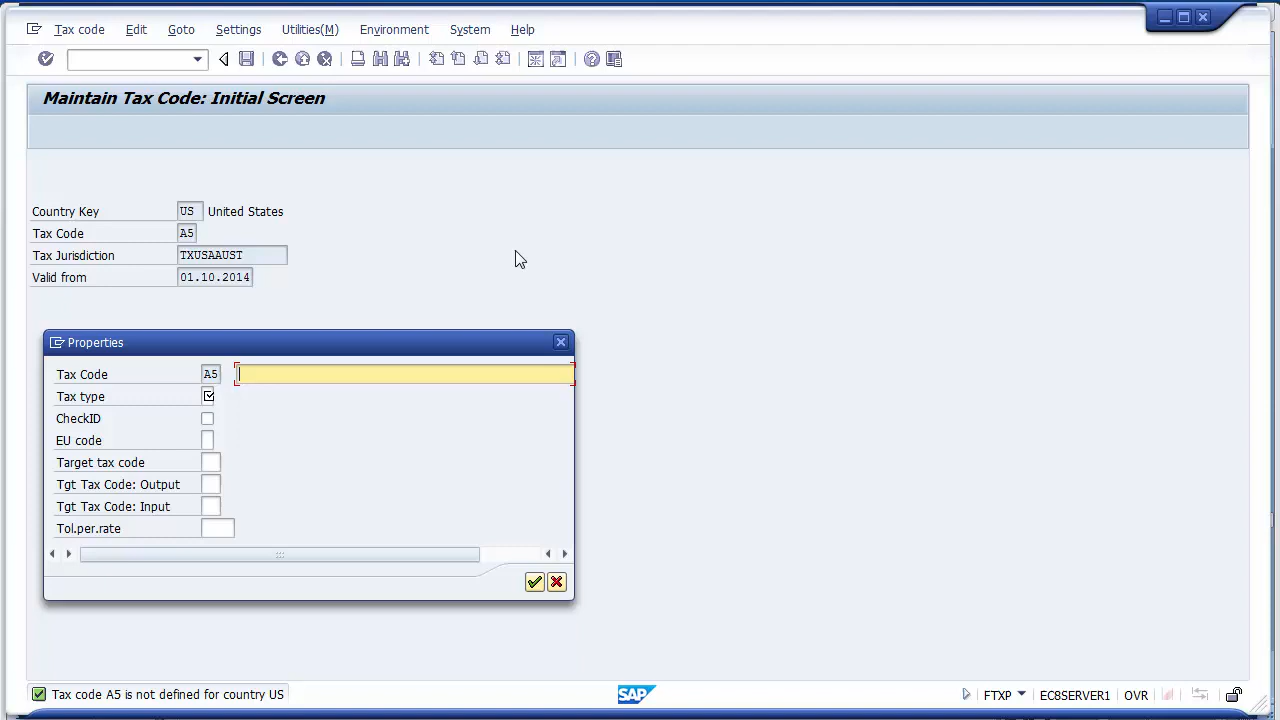 Tax code Edit Goto Settings Utilities(M) Environment System Help
Maintain Tax Code: Initial Screen
Country Key US United States
Tax Code A5
Tax Jurisdiction TXUSAAUST
Valid from 01.10.2014
Properties
Tax Code A5
Tax type
CheckID
EU code
Target tax code
Tgt Tax Code: Output
Tgt Tax Code: Input
Tol.per.rate
Tax code A5 is not defined for country US SAP FTXP EC8SERVER1 OVR